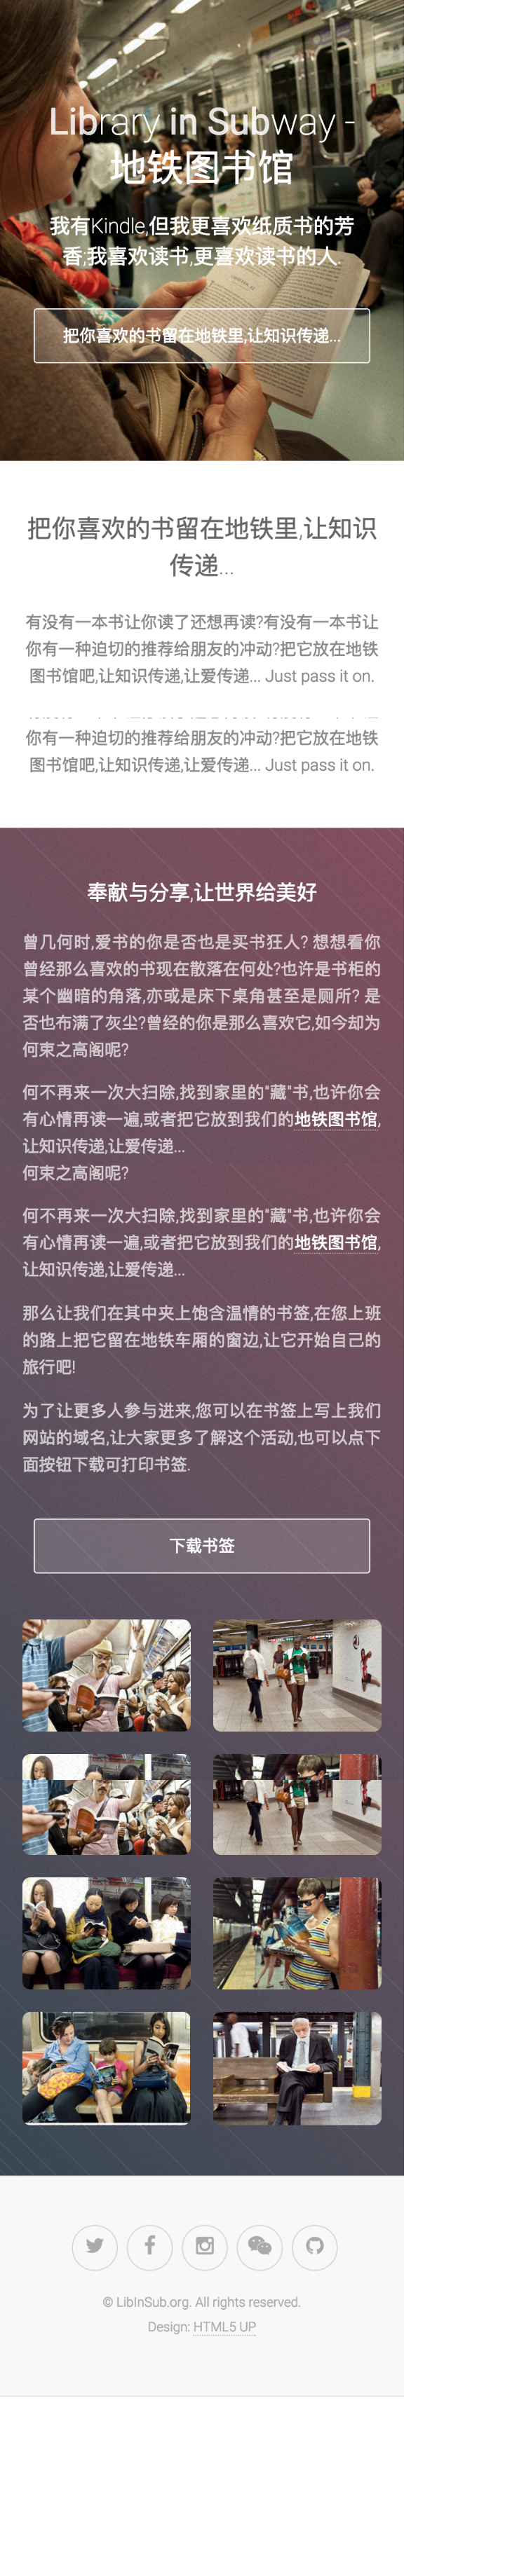 Library in Subway -
地铁图书馆
我有Kindle,但我更喜欢纸质书的芳
香,我喜欢读书,更喜欢读书的人.
把你喜欢的书留在地铁里,让知识传递...
把你喜欢的书留在地铁里,让知识
传递...
有没有一本书让你读了还想再读?有没有一本书让
你有一种迫切的推荐给朋友的冲动?把它放在地铁
图书馆吧,让知识传递,让爱传递... Just pass it on.
你有一种迫切的推荐给朋友的冲动?把它放在地铁
图书馆吧,让知识传递,让爱传递... Just pass it on.
奉献与分享,让世界给美好
曾几何时,爱书的你是否也是买书狂人? 想想看你
曾经那么喜欢的书现在散落在何处?也许是书柜的
某个幽暗的角落,亦或是床下桌角甚至是厕所? 是
否也布满了灰尘?曾经的你是那么喜欢它,如今却为
何束之高阁呢?
何不再来一次大扫除,找到家里的"藏"书,也许你会
有心情再读一遍,或者把它放到我们的地铁图书馆,
让知识传递,让爱传递...
何束之高阁呢?
何不再来一次大扫除,找到家里的"藏"书,也许你会
有心情再读一遍,或者把它放到我们的地铁图书馆,
让知识传递,让爱传递...
那么让我们在其中夹上饱含温情的书签,在您上班
的路上把它留在地铁车厢的窗边,让它开始自己的
旅行吧!
为了让更多人参与进来,您可以在书签上写上我们
网站的域名,让大家更多了解这个活动,也可以点下
面按钮下载可打印书签.
下载书签
© LibInSub.org. All rights reserved.
Design: HTML5 UP